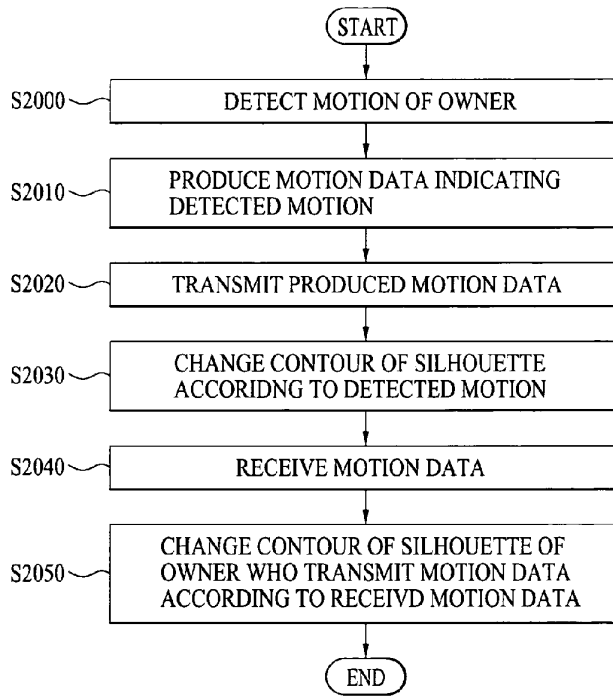 START
S2000
DETECT MOTION OF OWNER
S2010
PRODUCE MOTION DATA INDICATING
DETECTED MOTION
S2020
TRANSMIT PRODUCED MOTION DATA
S2030
CHANGE CONTOUR OF SILHOUETTE
ACCORIDNG TO DETECTED MOTION
S2040
RECEIVE MOTION DATA
S2050
CHANGE CONTOUR OF SILHOUETTE OF
OWNER WHO TRANSMIT MOTION DATA
ACCORDING TO RECEIVD MOTION DATA
END